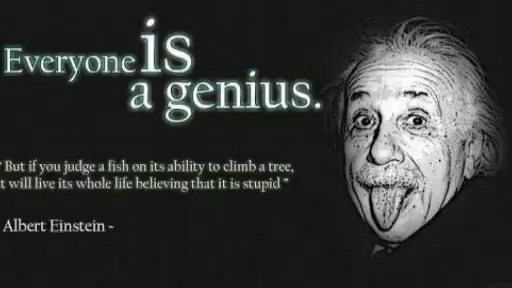 Everyone is
a genius.
" But if you judge a fish on its ability to climb a tree,
t will live its whole life believing that it is stupid "
Albert Einstein ~